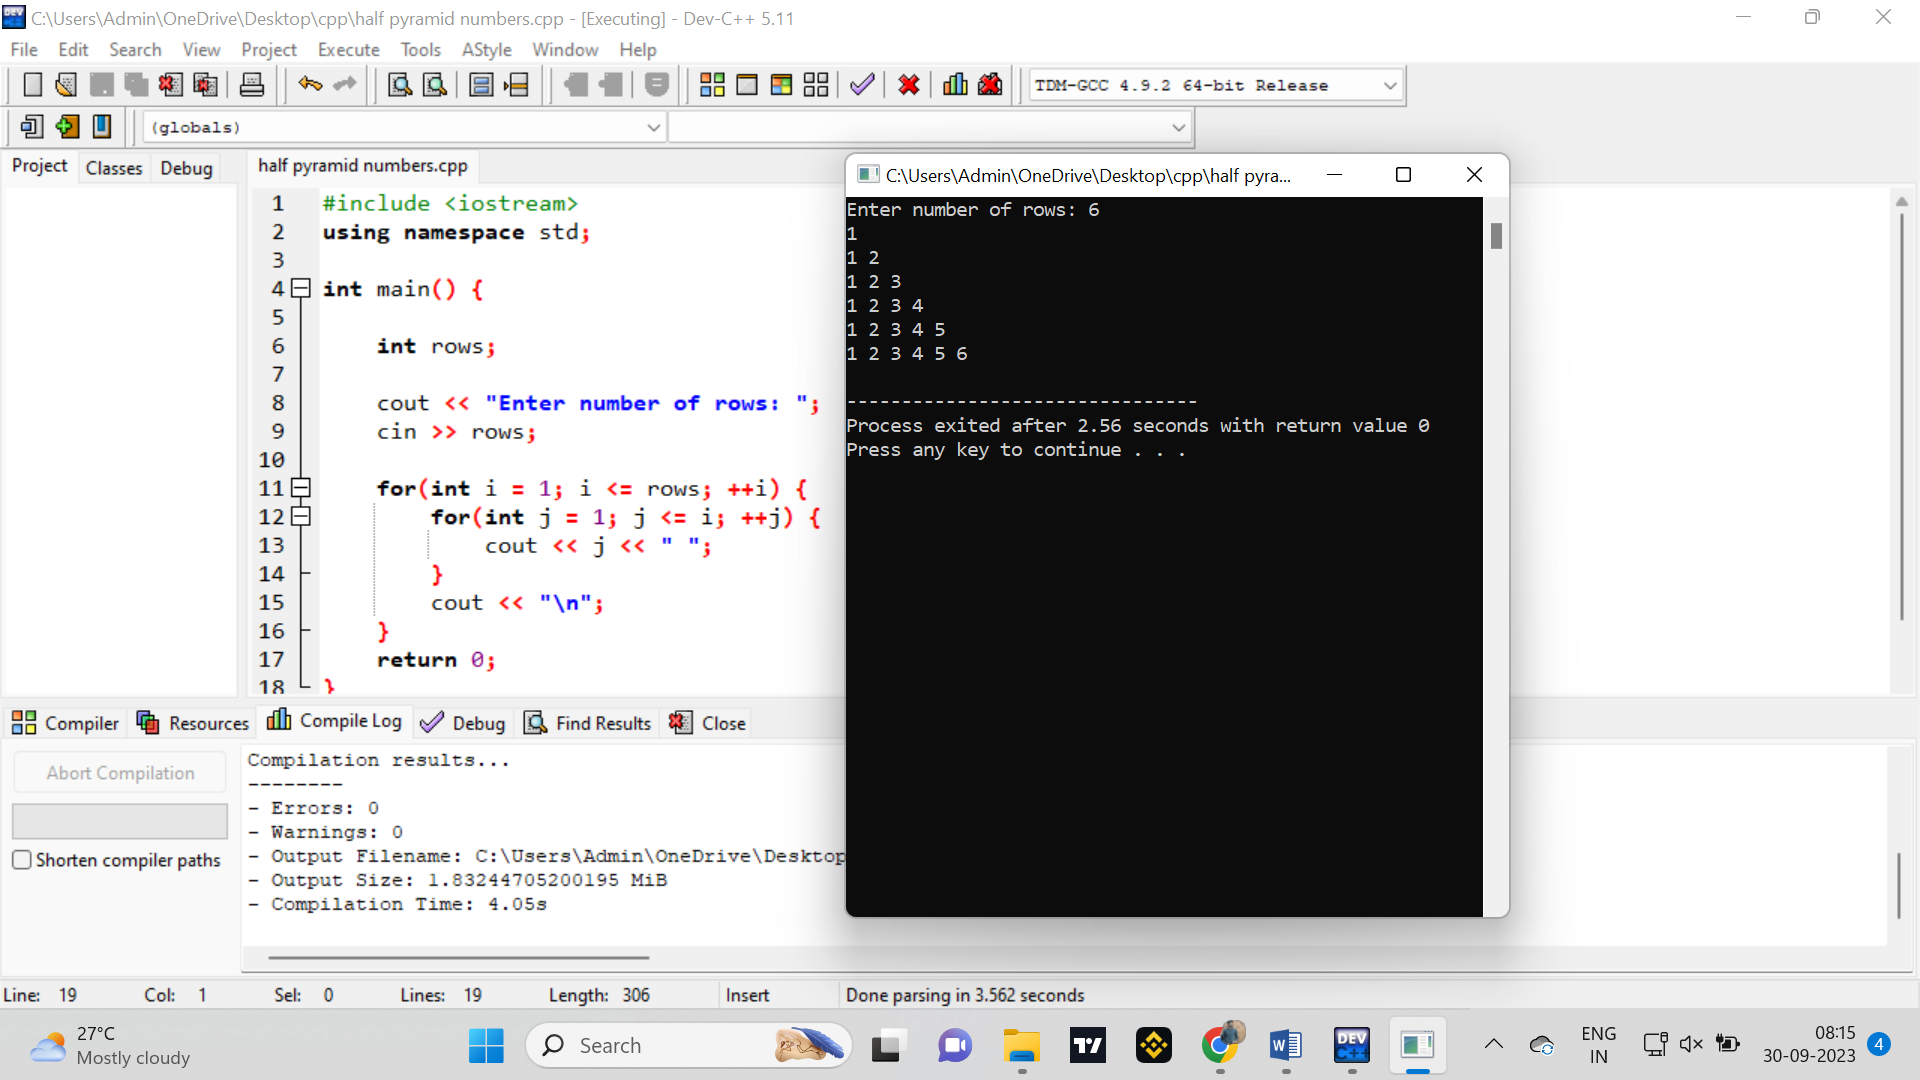 C:\Users\Admin\OneDrive\Desktop\cpp\half pyramid numbers.cpp - [Executing] - Dev-C++ 5.11
File Edit Search View Project Execute Tools AStyle Window Help
TDM-GCC 4.9.2 64-bit Release
(globals)
Project Classes Debug
half pyramid numbers.cpp
1 #include <iostream>
2 using namespace std;
3
4 int main() {
5
6 int rows;
7
8 cout << "Enter number of rows: ";
9 cin >> rows;
10
11 for(int i = 1; i <= rows; ++i) {
12 for(int j = 1; j <= i; ++j) {
13 cout << j << " ";
14 }
15 cout << "\n";
16 }
17 return 0;
18 }
C:\Users\Admin\OneDrive\Desktop\cpp\half pyra...
Enter number of rows: 6
1
1 2
1 2 3
1 2 3 4
1 2 3 4 5
1 2 3 4 5 6
--------------------------------
Process exited after 2.56 seconds with return value 0
Press any key to continue . . .
Compiler Resources Compile Log Debug Find Results Close
Abort Compilation
Shorten compiler paths
Compilation results...
--------
- Errors: 0
- Warnings: 0
- Output Filename: C:\Users\Admin\OneDrive\Desktop
- Output Size: 1.83244705200195 MiB
- Compilation Time: 4.05s
Line: 19 Col: 1 Sel: 0 Lines: 19 Length: 306 Insert Done parsing in 3.562 seconds
27°C
Mostly cloudy
Search
DEV
C++
ENG
IN
08:15
30-09-2023
4